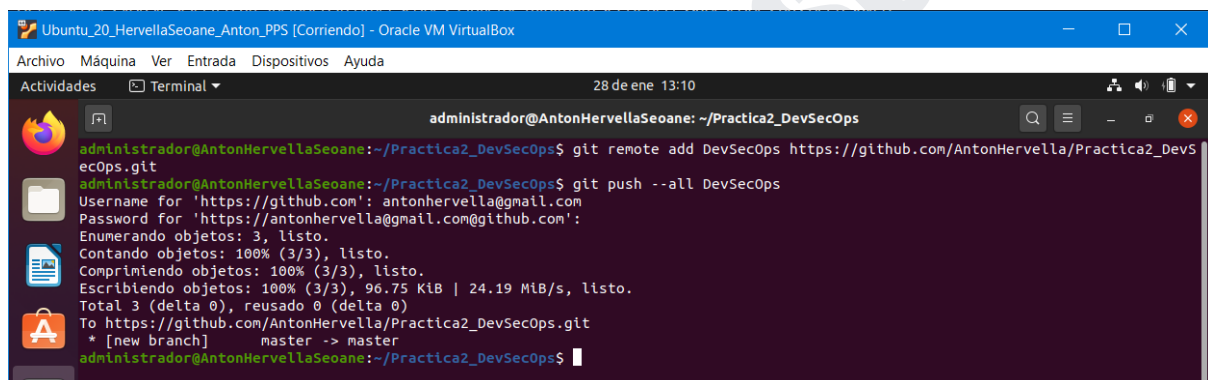 Ubuntu_20_HervellaSeoane_Anton_PPS [Corriendo] - Oracle VM VirtualBox
Archivo Máquina Ver Entrada Dispositivos Ayuda
Actividades Terminal 28 de ene 13:10
administrador@AntonHervellaSeoane: ~/Practica2_DevSecOps
administrador@AntonHervellaSeoane:~/Practica2_DevSecOps$ git remote add DevSecOps https://github.com/AntonHervella/Practica2_DevS
ecOps.git
administrador@AntonHervellaSeoane:~/Practica2_DevSecOps$ git push --all DevSecOps
Username for 'https://github.com': antonhervella@gmail.com
Password for 'https://antonhervella@gmail.com@github.com':
Enumerando objetos: 3, listo.
Contando objetos: 100% (3/3), listo.
Comprimiendo objetos: 100% (3/3), listo.
Escribiendo objetos: 100% (3/3), 96.75 KiB | 24.19 MiB/s, listo.
Total 3 (delta 0), reusado 0 (delta 0)
To https://github.com/AntonHervella/Practica2_DevSecOps.git
 * [new branch]      master -> master
administrador@AntonHervellaSeoane:~/Practica2_DevSecOps$